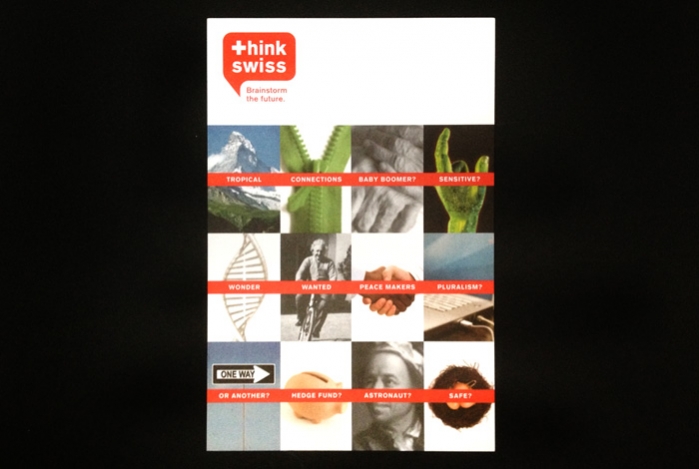 +hink
swiss
Brainstorm
the future.
TROPICAL
CONNECTIONS
BABY BOOMER?
SENSITIVE?
WONDER
WANTED
PEACE MAKERS
PLURALISM?
ONE WAY
OR ANOTHER?
HEDGE FUND?
ASTRONAUT?
SAFE?